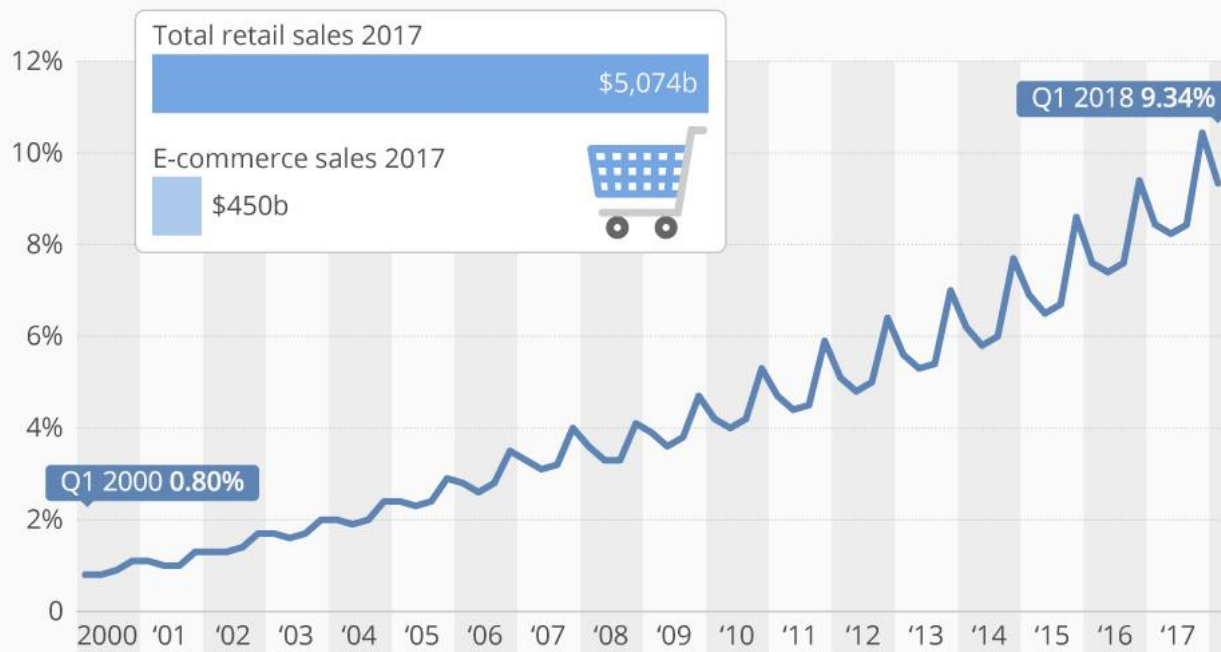 Total retail sales 2017
$5,074b
E-commerce sales 2017
$450b
12%
10%
8%
6%
4%
2%
0
Q1 2018 9.34%
Q1 2000 0.80%
2000 ‘01 ‘02 ‘03 ‘04 ‘05 ‘06 ‘07 ‘08 ‘09 ‘10 ‘11 ‘12 ‘13 ‘14 ‘15 ‘16 ‘17